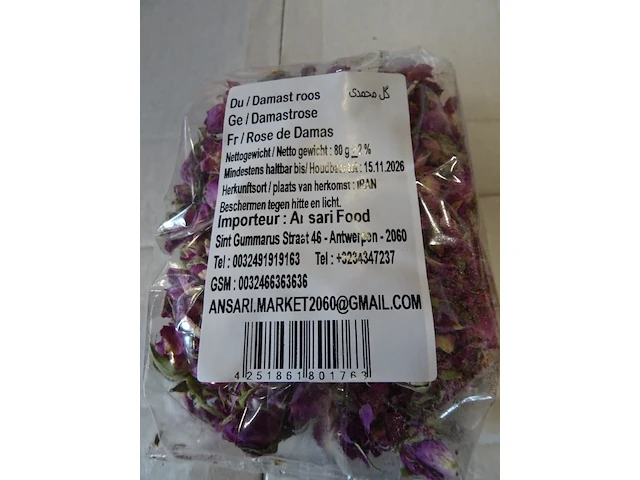 Du / Damast roos
گل محمدی
Ge / Damastrose
Fr / Rose de Damas
Nettogewicht / Netto gewicht : 80 g ±2 %
Mindestens haltbar bis/ Houdbaar tot : 15.11.2026
Herkunftsort / plaats van herkomst : IRAN
Beschermen tegen hitte en licht.
Importeur : Ansari Food
Sint Gummarus Straat 46 - Antwerpen - 2060
Tel : 0032491919163 Tel : +3234347237
GSM : 0032466363636
ANSARI.MARKET2060@GMAIL.COM
4 251861 801763